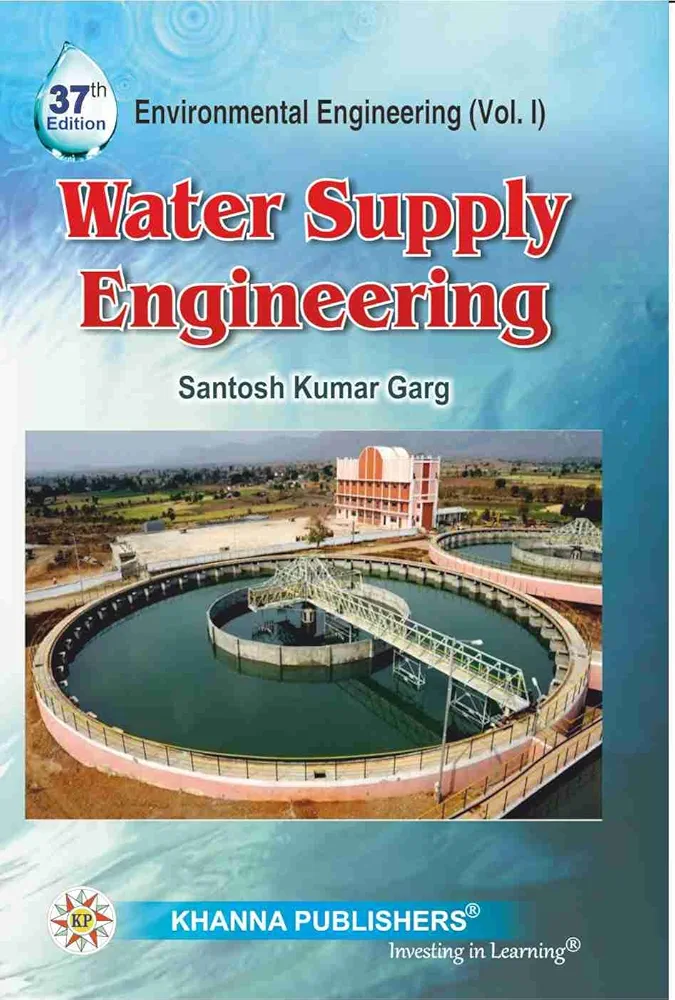 37th
Edition
Environmental Engineering (Vol. I)
Water Supply
Engineering
Santosh Kumar Garg
KP
KHANNA PUBLISHERS®
Investing in Learning®